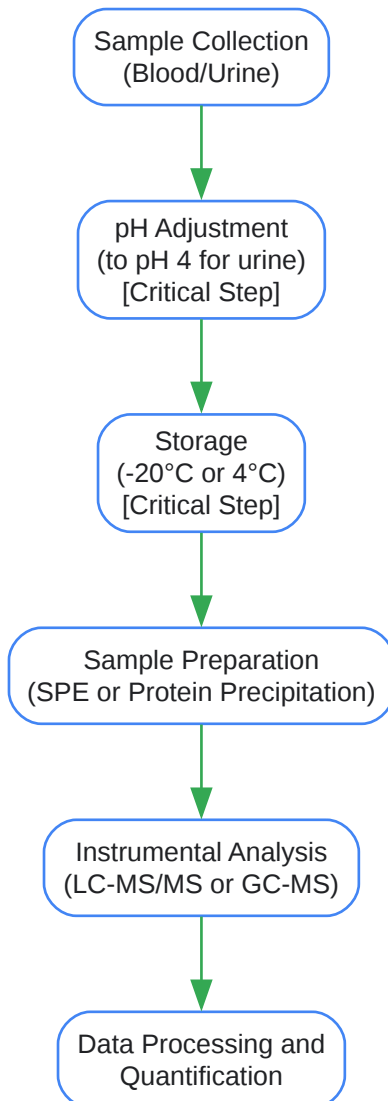 Sample Collection
(Blood/Urine)
pH Adjustment
(to pH 4 for urine)
[Critical Step]
Storage
(-20°C or 4°C)
[Critical Step]
Sample Preparation
(SPE or Protein Precipitation)
Instrumental Analysis
(LC-MS/MS or GC-MS)
Data Processing and
Quantification